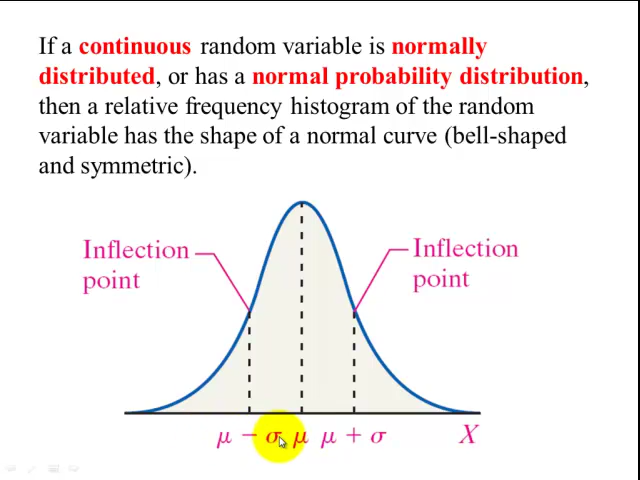 If a continuous random variable is normally
distributed, or has a normal probability distribution,
then a relative frequency histogram of the random
variable has the shape of a normal curve (bell-shaped
and symmetric).
Inflection
point
Inflection
point
μ − σ μ μ + σ X